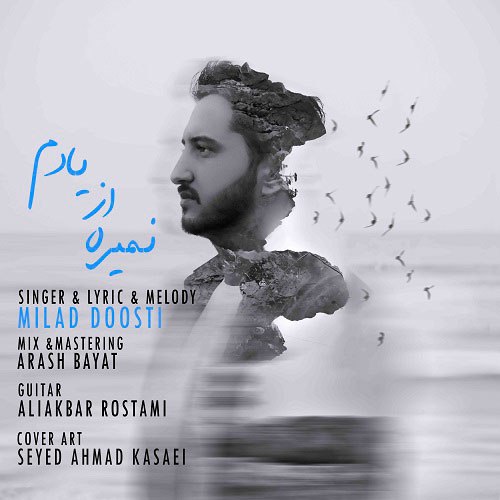 نمیره
از
یادم
SINGER & LYRIC & MELODY
MILAD DOOSTI
MIX &MASTERING
ARASH BAYAT
GUITAR
ALIAKBAR ROSTAMI
COVER ART
SEYED AHMAD KASAEI